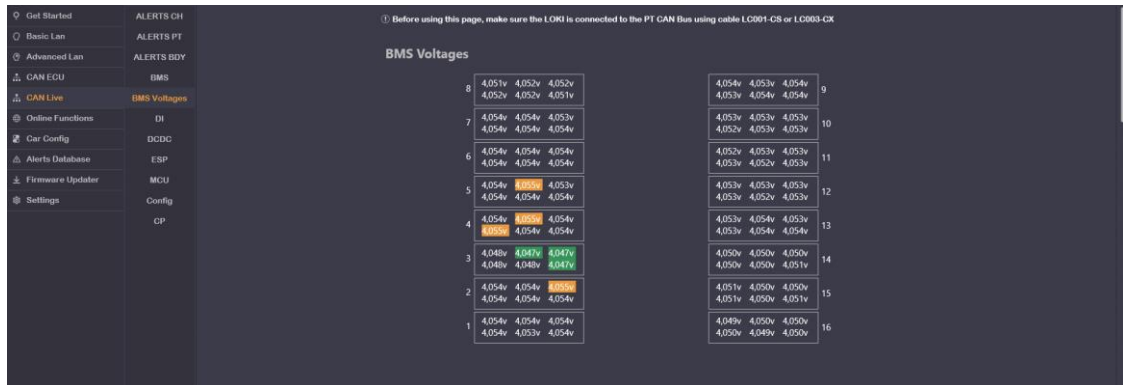 Get Started
Basic Lan
Advanced Lan
CAN ECU
CAN Live
Online Functions
Car Config
Alerts Database
Firmware Updater
Settings
ALERTS CH
ALERTS PT
ALERTS BDY
BMS
BMS Voltages
DI
DCDC
ESP
MCU
Config
CP
Before using this page, make sure the LOKI is connected to the PT CAN Bus using cable LC001-CS or LC003-CX
BMS Voltages
8
4,051v 4,052v 4,052v
4,052v 4,052v 4,051v
7
4,054v 4,054v 4,053v
4,054v 4,054v 4,054v
6
4,054v 4,054v 4,054v
4,054v 4,054v 4,054v
5
4,054v 4,055v 4,053v
4,054v 4,054v 4,054v
4
4,054v 4,055v 4,054v
4,055v 4,054v 4,054v
3
4,048v 4,047v 4,047v
4,048v 4,048v 4,047v
2
4,054v 4,054v 4,055v
4,054v 4,054v 4,054v
1
4,054v 4,054v 4,054v
4,054v 4,053v 4,054v
4,054v 4,053v 4,054v
4,053v 4,054v 4,054v
9
4,053v 4,053v 4,053v
4,052v 4,053v 4,053v
10
4,052v 4,053v 4,053v
4,053v 4,052v 4,053v
11
4,053v 4,053v 4,053v
4,053v 4,052v 4,053v
12
4,053v 4,054v 4,053v
4,053v 4,054v 4,054v
13
4,050v 4,050v 4,050v
4,050v 4,050v 4,051v
14
4,051v 4,050v 4,050v
4,051v 4,050v 4,051v
15
4,049v 4,050v 4,050v
4,050v 4,049v 4,050v
16